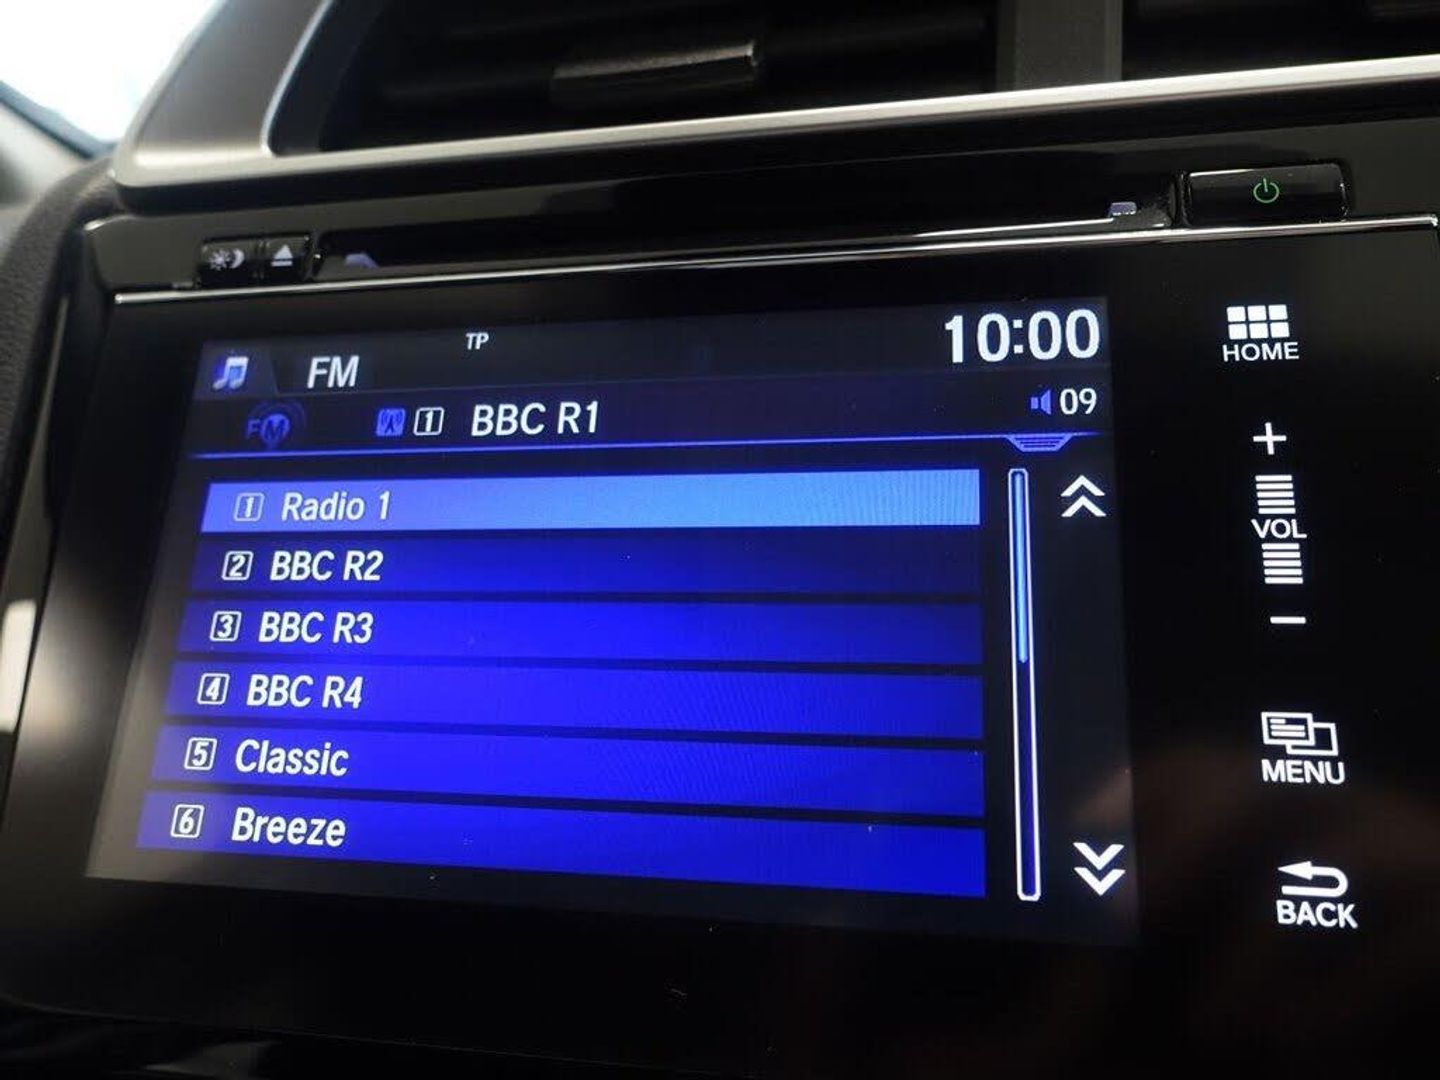 TP
FM
10:00
FM
1 BBC R1
09
1 Radio 1
2 BBC R2
3 BBC R3
4 BBC R4
5 Classic
6 Breeze
HOME
+
VOL
−
MENU
BACK